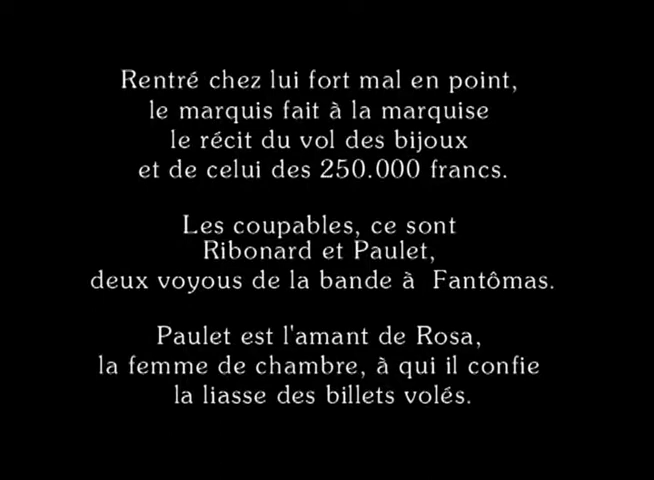 Rentré chez lui fort mal en point,
le marquis fait à la marquise
le récit du vol des bijoux
et de celui des 250.000 francs.
Les coupables, ce sont
Ribonard et Paulet,
deux voyous de la bande à Fantômas.
Paulet est l'amant de Rosa,
la femme de chambre, à qui il confie
la liasse des billets volés.